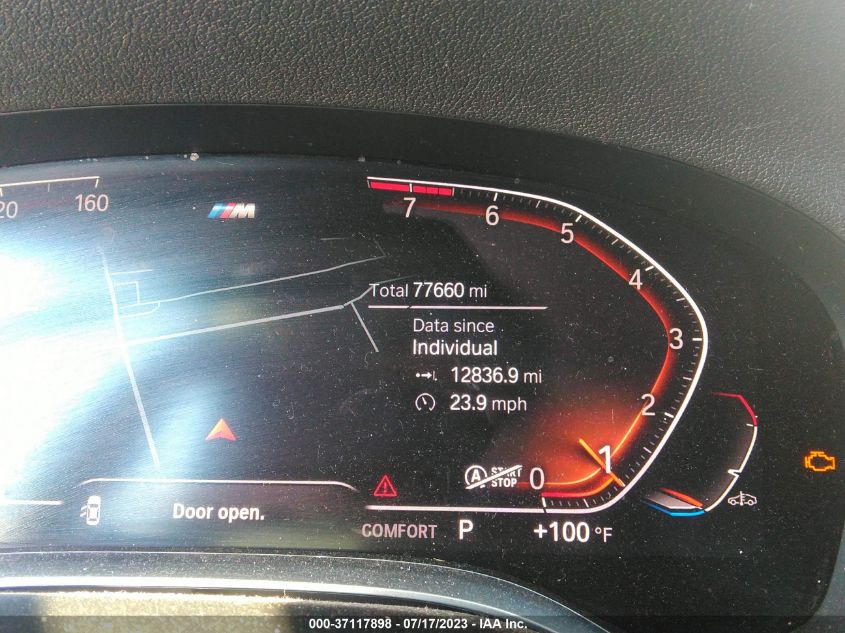 20 160
M
7
6
5
4
3
2
1
0
Total 77660 mi
Data since
Individual
12836.9 mi
23.9 mph
A START
STOP
Door open.
COMFORT P +100 °F
000-37117898 - 07/17/2023 - IAA Inc.